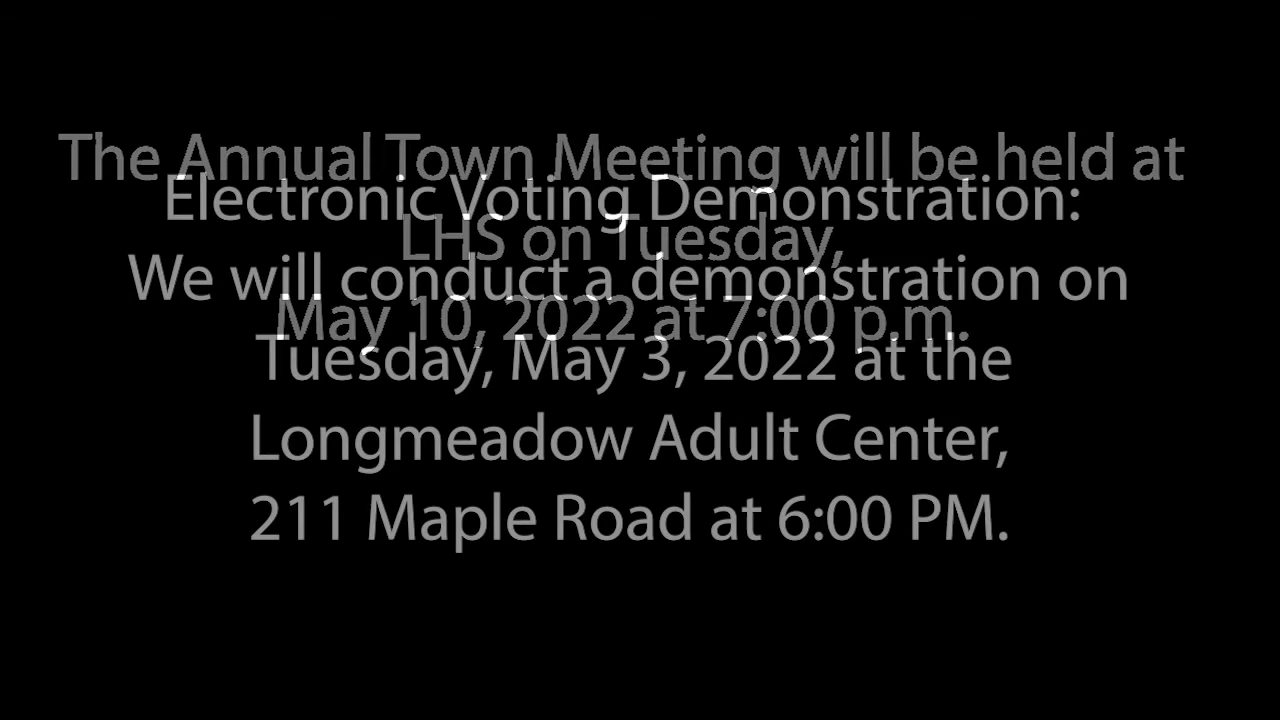 The Annual Town Meeting will be held at
LHS on Tuesday,
May 10, 2022 at 7:00 p.m.
Electronic Voting Demonstration:
We will conduct a demonstration on
Tuesday, May 3, 2022 at the
Longmeadow Adult Center,
211 Maple Road at 6:00 PM.